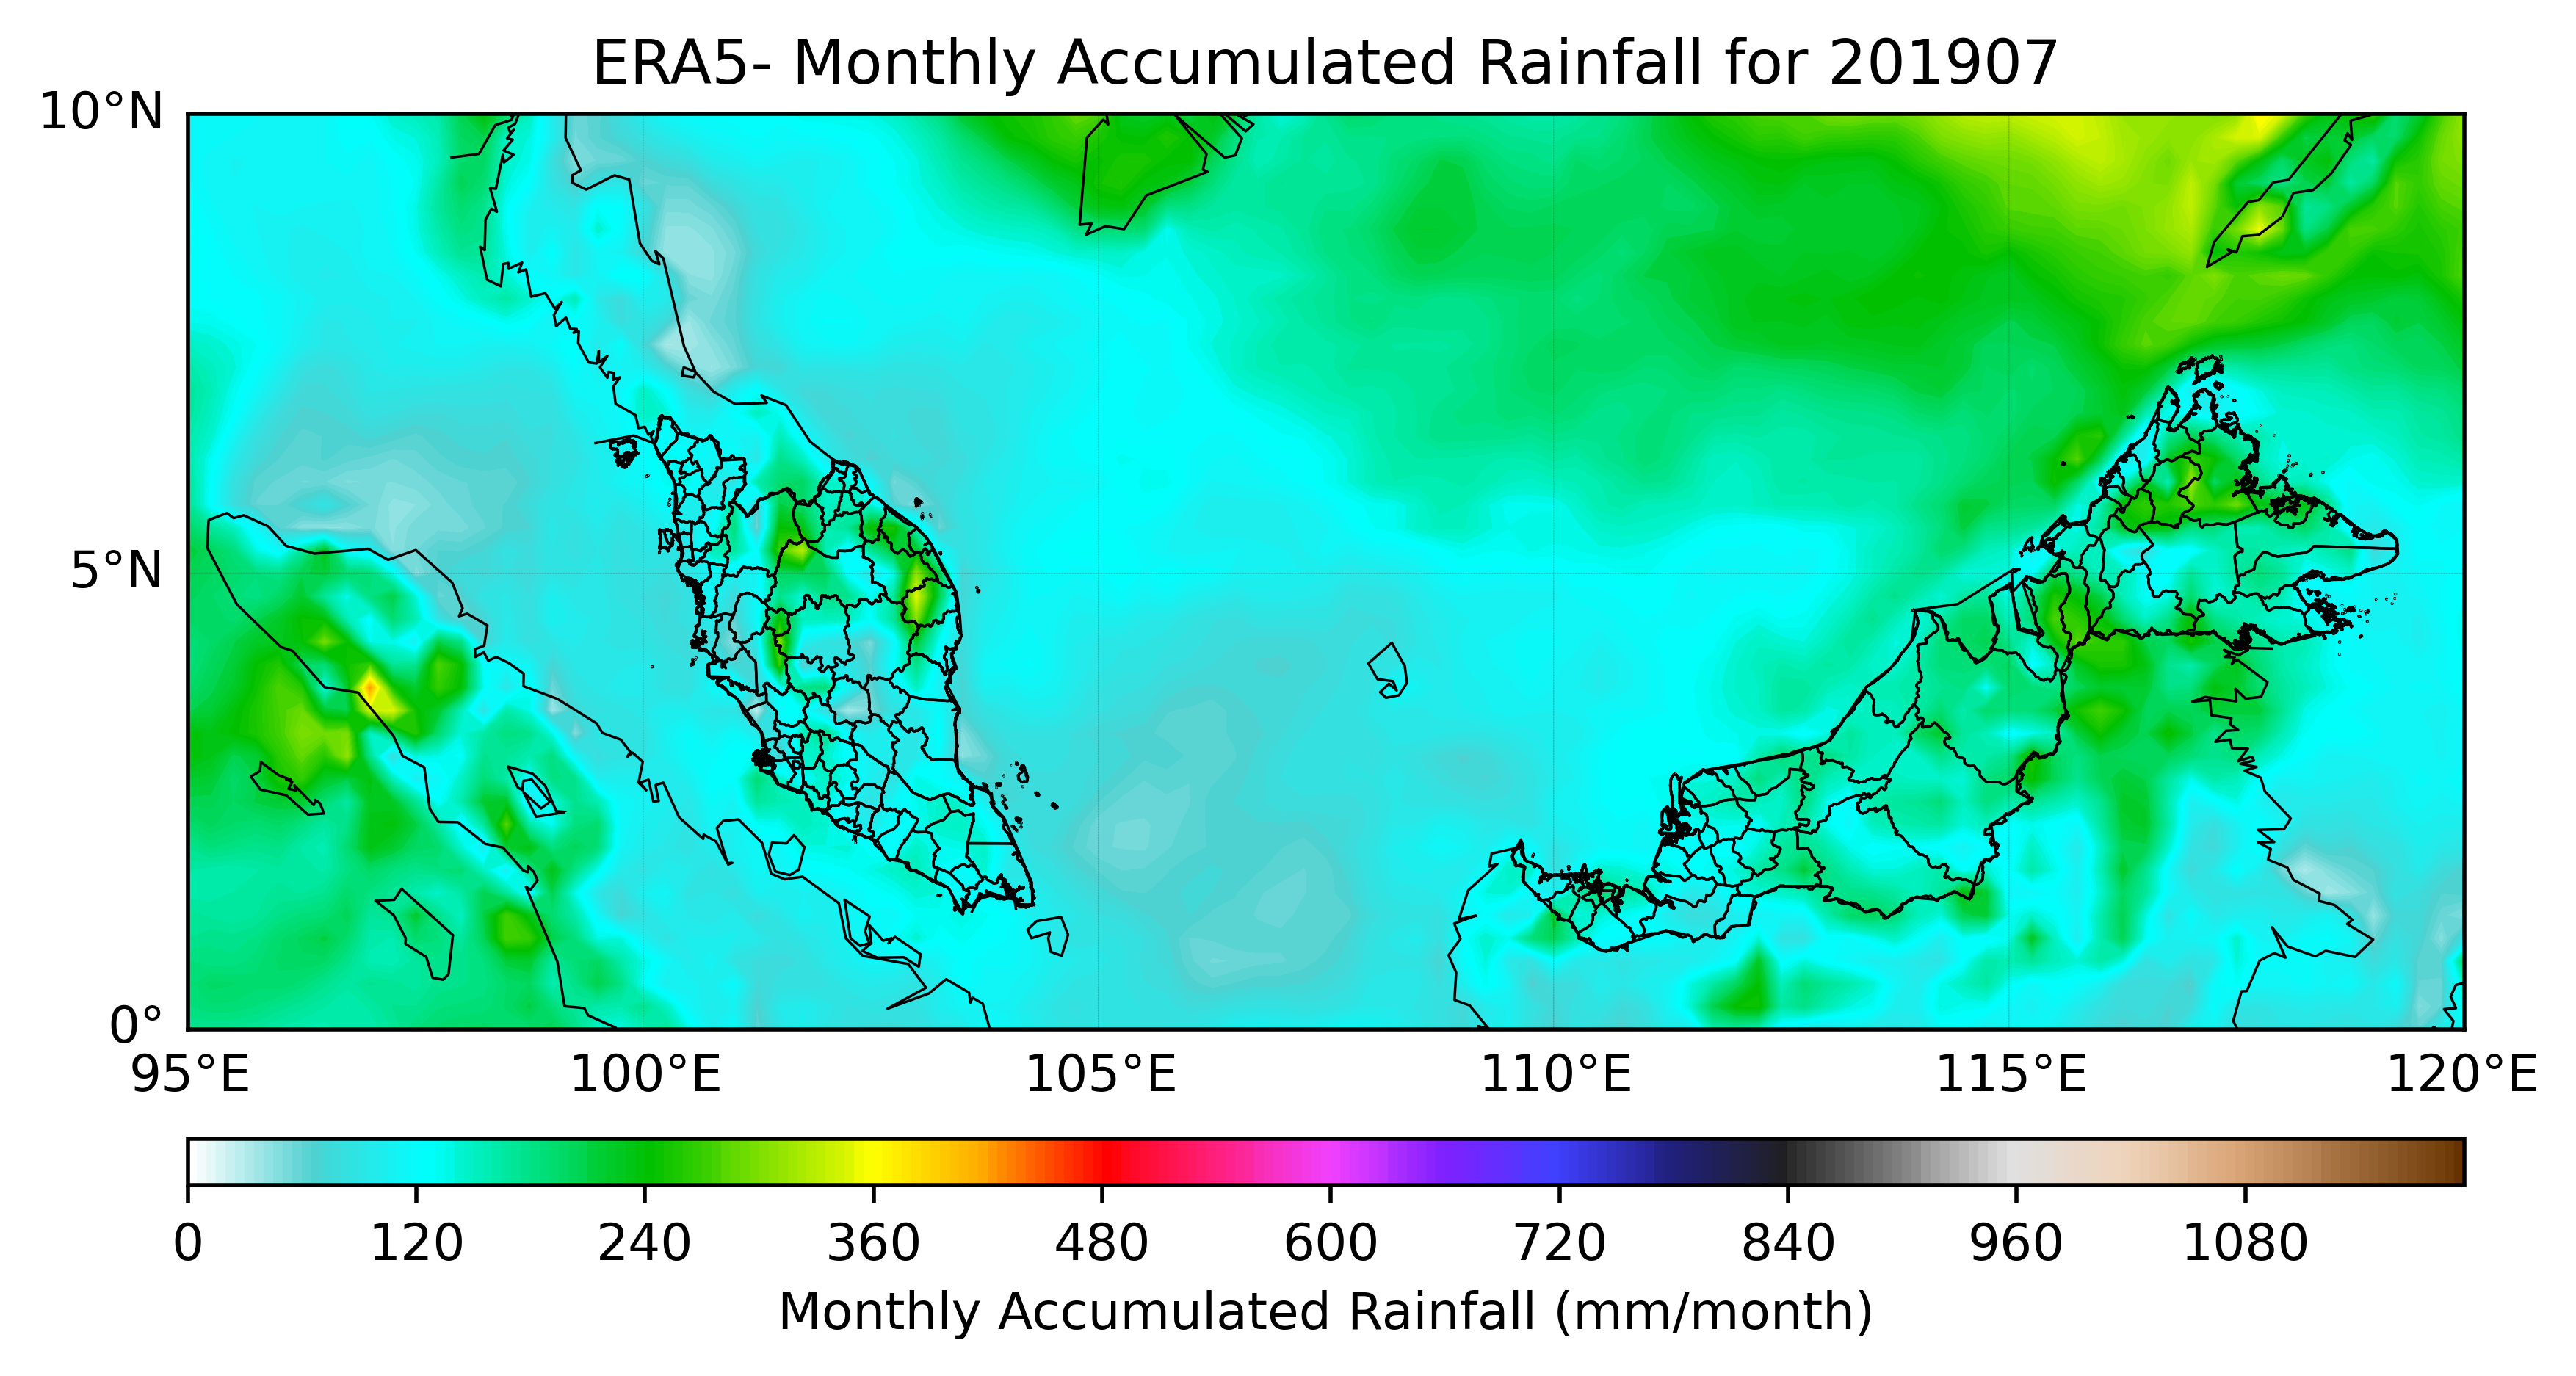 ERA5- Monthly Accumulated Rainfall for 201907
10°N
5°N
0°
95°E 100°E 105°E 110°E 115°E 120°E
0 120 240 360 480 600 720 840 960 1080
Monthly Accumulated Rainfall (mm/month)